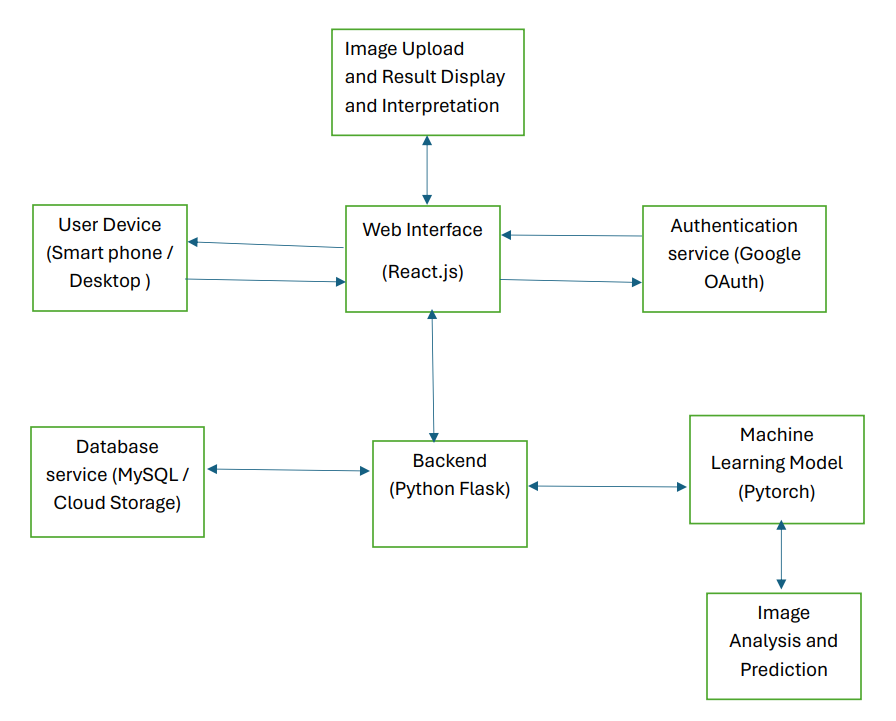 Image Upload
and Result Display
and Interpretation
User Device
(Smart phone /
Desktop )
Web Interface
(React.js)
Authentication
service (Google
OAuth)
Database
service (MySQL /
Cloud Storage)
Backend
(Python Flask)
Machine
Learning Model
(Pytorch)
Image
Analysis and
Prediction